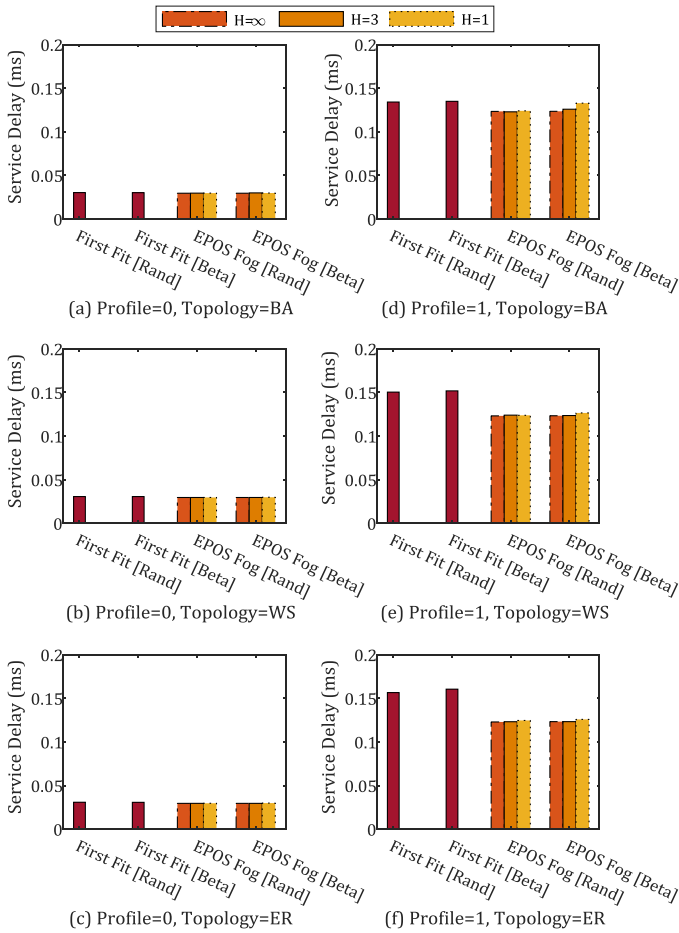 H=∞ H=3 H=1
Service Delay (ms)
0.2
0.15
0.1
0.05
0
First Fit [Rand]
First Fit [Beta]
EPOS Fog [Rand]
EPOS Fog [Beta]
(a) Profile=0, Topology=BA
Service Delay (ms)
0.2
0.15
0.1
0.05
0
First Fit [Rand]
First Fit [Beta]
EPOS Fog [Rand]
EPOS Fog [Beta]
(d) Profile=1, Topology=BA
Service Delay (ms)
0.2
0.15
0.1
0.05
0
First Fit [Rand]
First Fit [Beta]
EPOS Fog [Rand]
EPOS Fog [Beta]
(b) Profile=0, Topology=WS
Service Delay (ms)
0.2
0.15
0.1
0.05
0
First Fit [Rand]
First Fit [Beta]
EPOS Fog [Rand]
EPOS Fog [Beta]
(e) Profile=1, Topology=WS
Service Delay (ms)
0.2
0.15
0.1
0.05
0
First Fit [Rand]
First Fit [Beta]
EPOS Fog [Rand]
EPOS Fog [Beta]
(c) Profile=0, Topology=ER
Service Delay (ms)
0.2
0.15
0.1
0.05
0
First Fit [Rand]
First Fit [Beta]
EPOS Fog [Rand]
EPOS Fog [Beta]
(f) Profile=1, Topology=ER